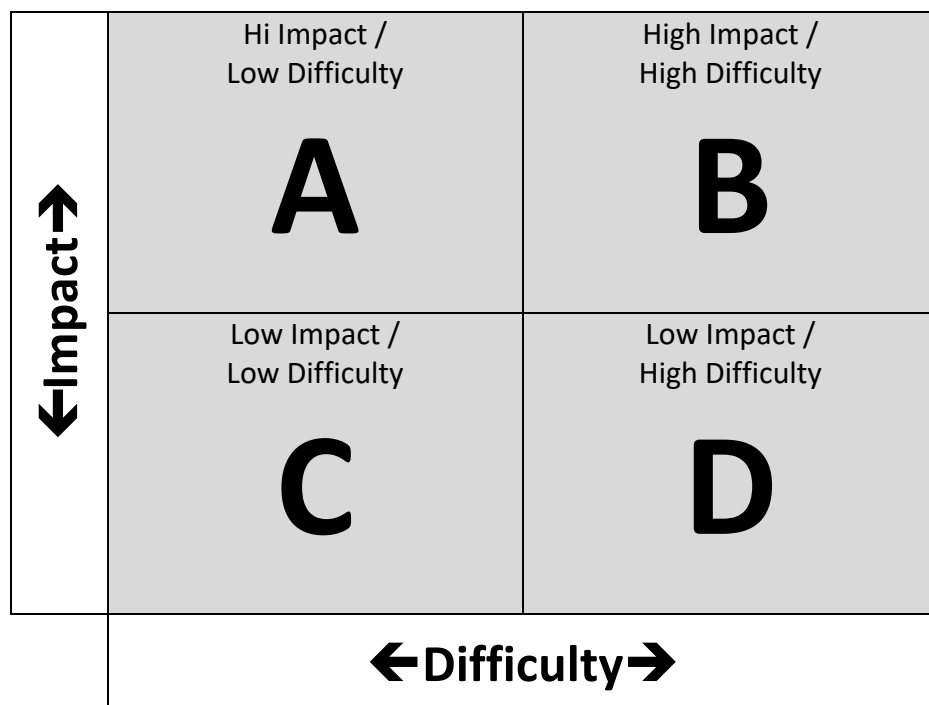 Hi Impact /
Low Difficulty
A
High Impact /
High Difficulty
B
←Impact→
Low Impact /
Low Difficulty
C
Low Impact /
High Difficulty
D
←Difficulty→